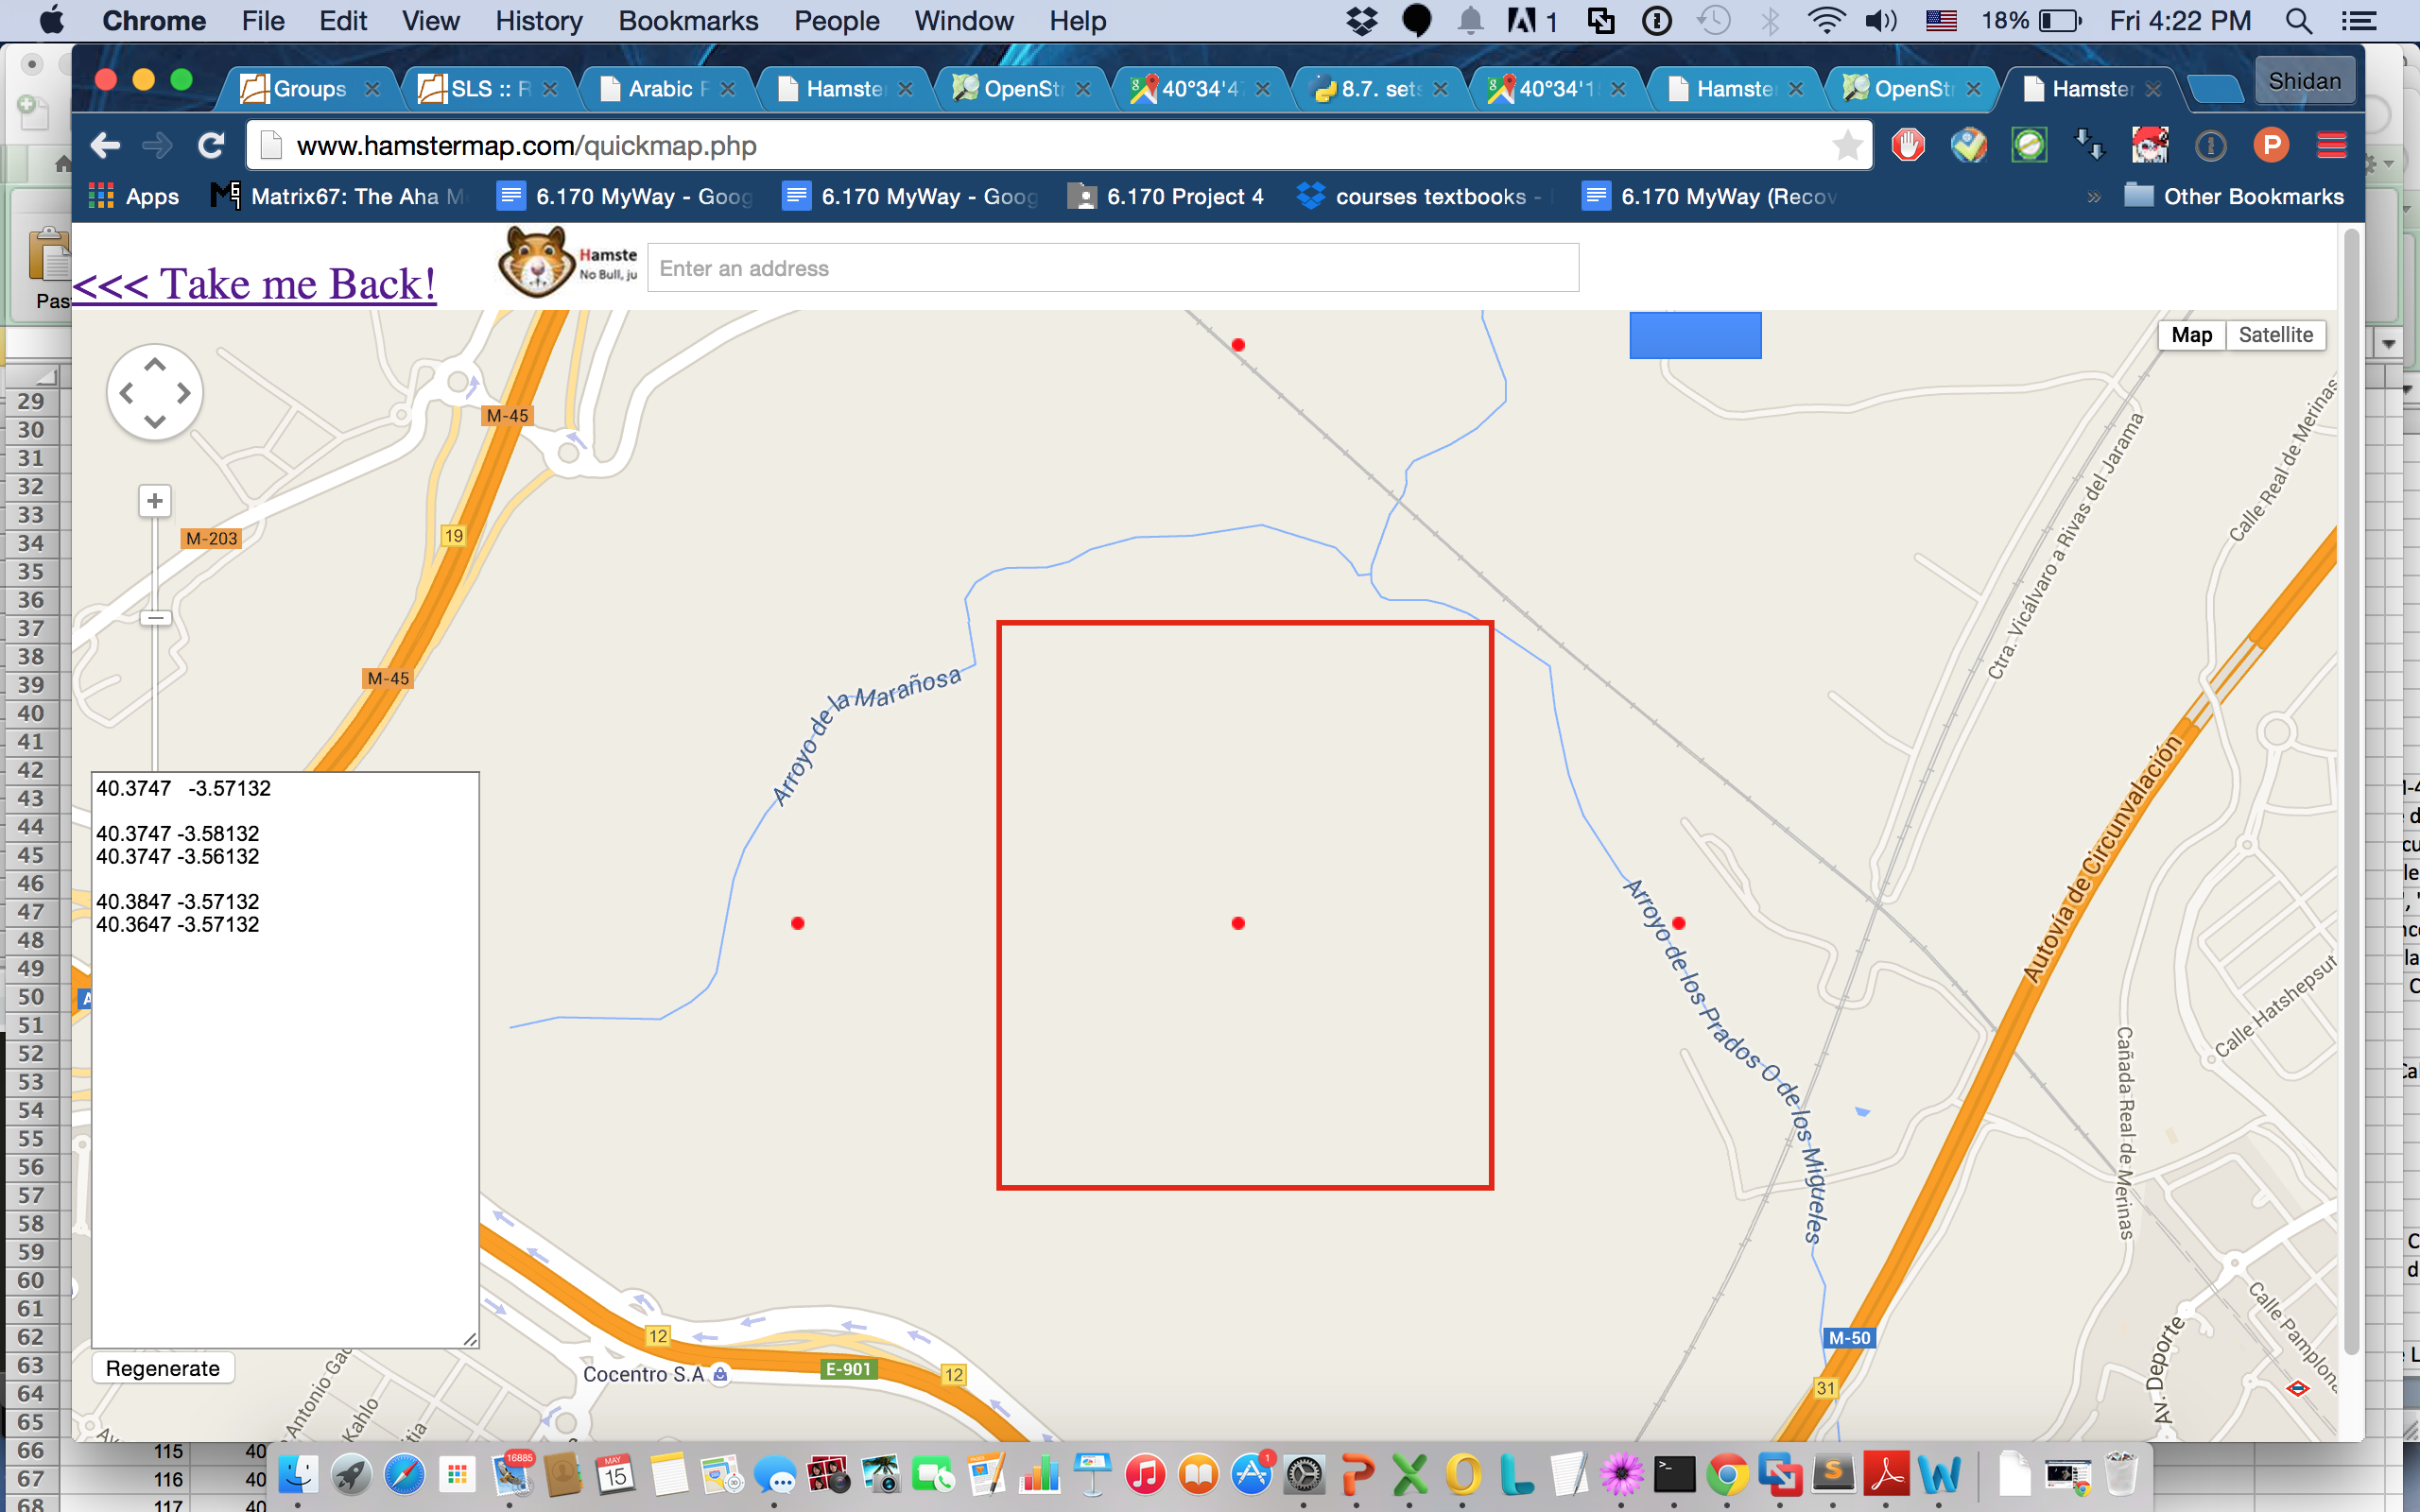 Chrome File Edit View History Bookmarks People Window Help 1 18% Fri 4:22 PM
Groups SLS :: R Arabic F Hamste OpenSt 40°34'4 8.7. sets 40°34'1 Hamste OpenSt Hamste Shidan
www.hamstermap.com/quickmap.php
Apps Matrix67: The Aha M 6.170 MyWay - Goog 6.170 MyWay - Goog 6.170 Project 4 courses textbooks - 6.170 MyWay (Recov » Other Bookmarks
<<< Take me Back!
Hamste
No Bull, ju
Enter an address
Pas
Map Satellite
M-45
M-203
19
M-45
Arroyo de la Marañosa
Ctra. Vicálvaro a Rivas del Jarama
Calle Real de Merinas
Autovía de Circunvalación
Arroyo de los Prados O de los Migueles
Calle Hatshepsut
Cañada Real de Merinas
40.3747 -3.57132
40.3747 -3.58132
40.3747 -3.56132
40.3847 -3.57132
40.3647 -3.57132
Regenerate
12
Cocentro S.A
E-901
12
M-50
31
Av. Deporte
Calle Pamplona
Antonio Gad
Kahlo
29
30
31
32
33
34
35
36
37
38
39
40
41
42
43
44
45
46
47
48
49
50
51
52
53
54
55
56
57
58
59
60
61
62
63
64
65
66 115 40
67 116 40
68 117 40
16885
MAY
15
1